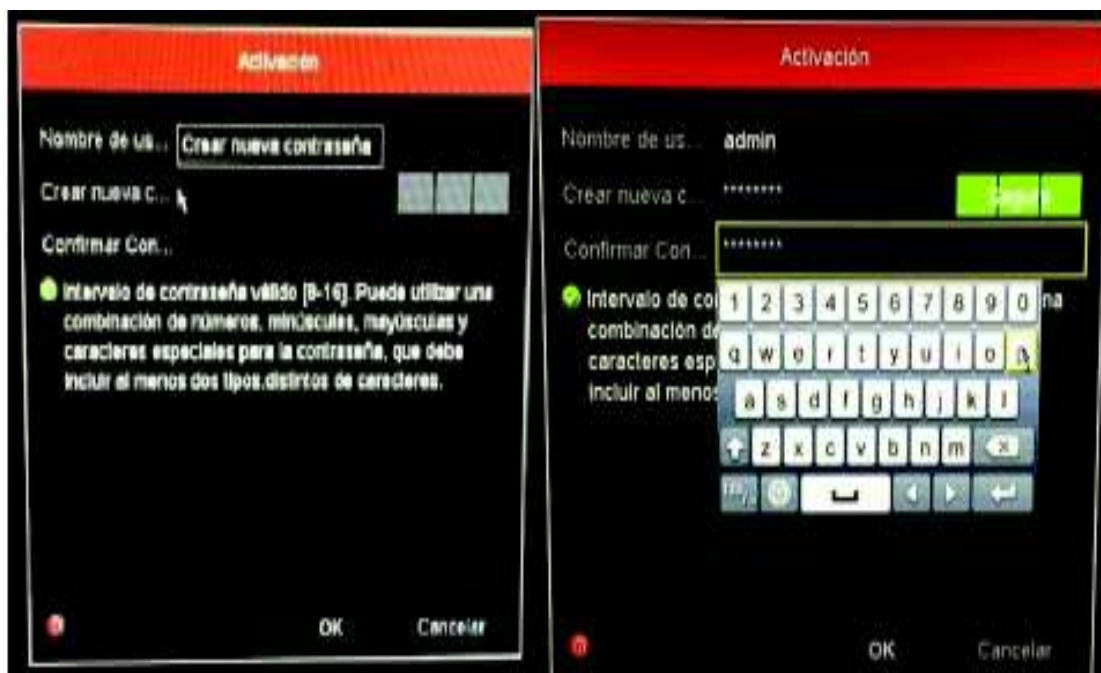 Activación
Nombre de us...
Crear nueva contraseña
Crear nueva c...
Confirmar Con...
Intervalo de contraseña válido [8-16]. Puede utilizar una
combinación de números, minúsculas, mayúsculas y
caracteres especiales para la contraseña, que debe
incluir al menos dos tipos distintos de caracteres.
OK
Cancelar
Activación
Nombre de us...
admin
Crear nueva c...
********
Confirmar Con...
********
Intervalo de co
na
combinación de
caracteres esp
incluir al menos
1 2 3 4 5 6 7 8 9 0
q w e r t y u i o p
a s d f g h j k l
z x c v b n m
OK
Cancelar